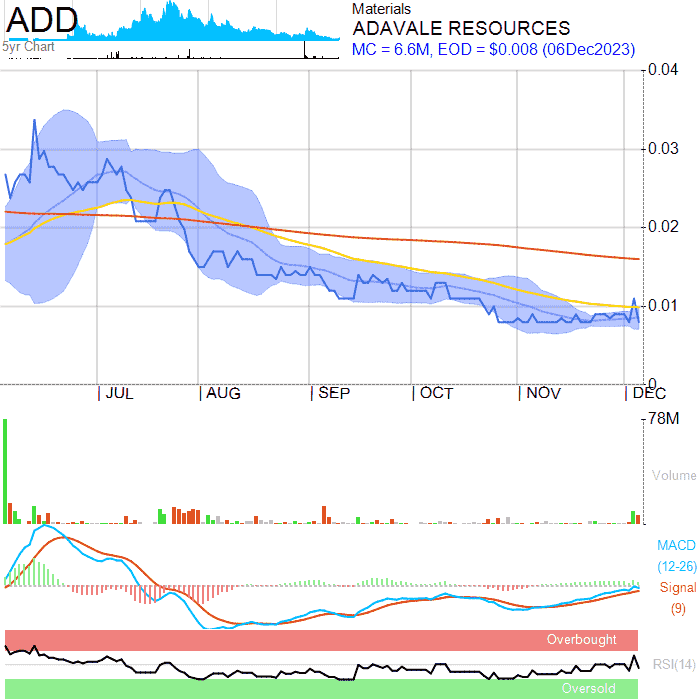 ADD
5yr Chart
Materials
ADAVALE RESOURCES
MC = 6.6M, EOD = $0.008 (06Dec2023)
0.04
0.03
0.02
0.01
0
JUL AUG SEP OCT NOV DEC
78M
Volume
MACD
(12-26)
Signal
(9)
Overbought
RSI(14)
Oversold